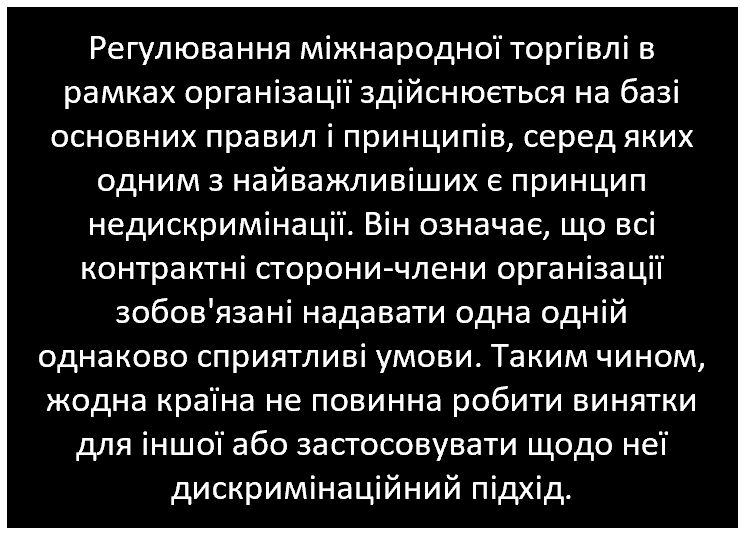 Регулювання міжнародної торгівлі в
рамках організації здійснюється на базі
основних правил і принципів, серед яких
одним з найважливіших є принцип
недискримінації. Він означає, що всі
контрактні сторони-члени організації
зобов'язані надавати одна одній
однаково сприятливі умови. Таким чином,
жодна країна не повинна робити винятки
для іншої або застосовувати щодо неї
дискримінаційний підхід.